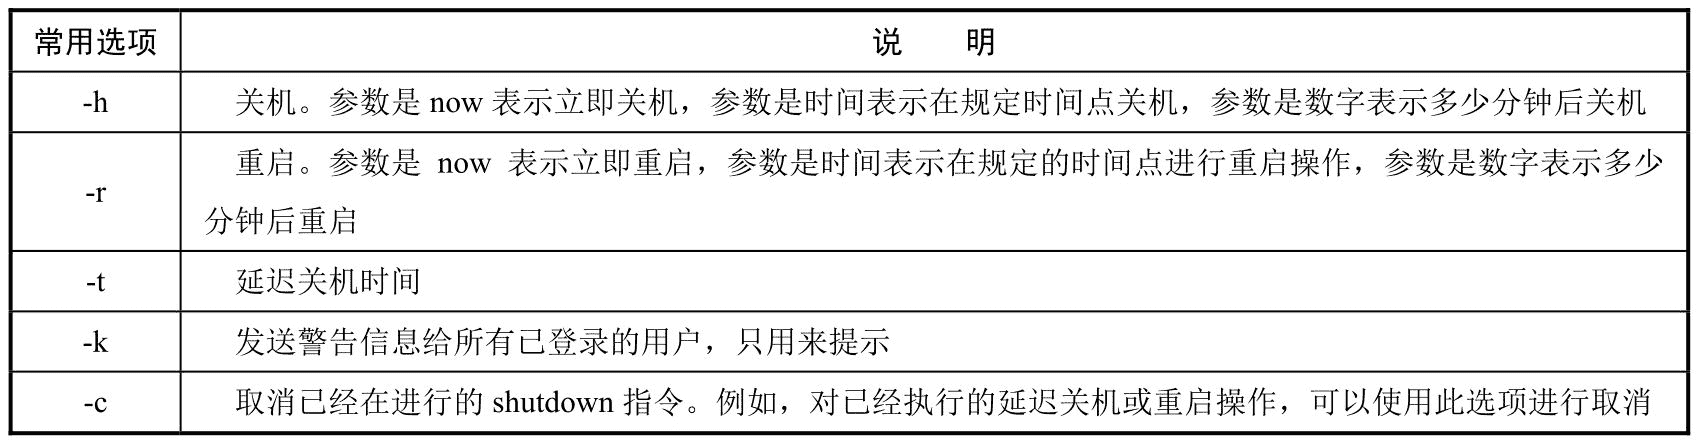 常用选项 说 明
-h 关机。参数是 now 表示立即关机，参数是时间表示在规定时间点关机，参数是数字表示多少分钟后关机
-r 重启。参数是 now 表示立即重启，参数是时间表示在规定的时间点进行重启操作，参数是数字表示多少
分钟后重启
-t 延迟关机时间
-k 发送警告信息给所有已登录的用户，只用来提示
-c 取消已经在进行的 shutdown 指令。例如，对已经执行的延迟关机或重启操作，可以使用此选项进行取消